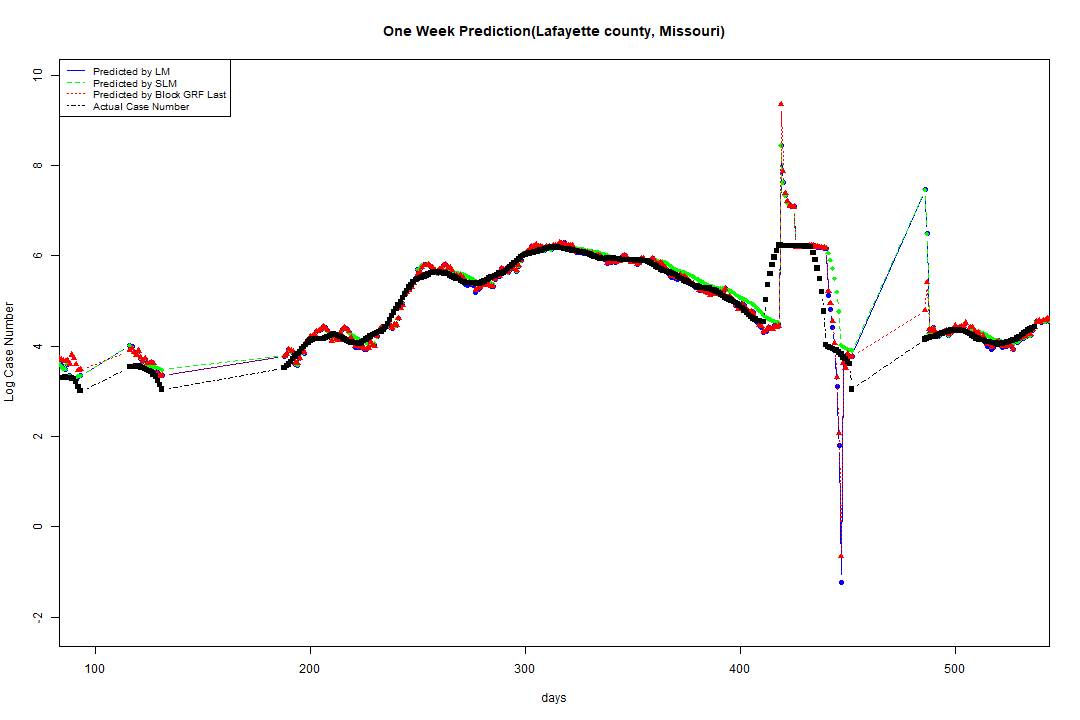 One Week Prediction(Lafayette county, Missouri)
Predicted by LM
Predicted by SLM
Predicted by Block GRF Last
Actual Case Number
10
8
6
4
2
0
-2
Log Case Number
100 200 300 400 500
days